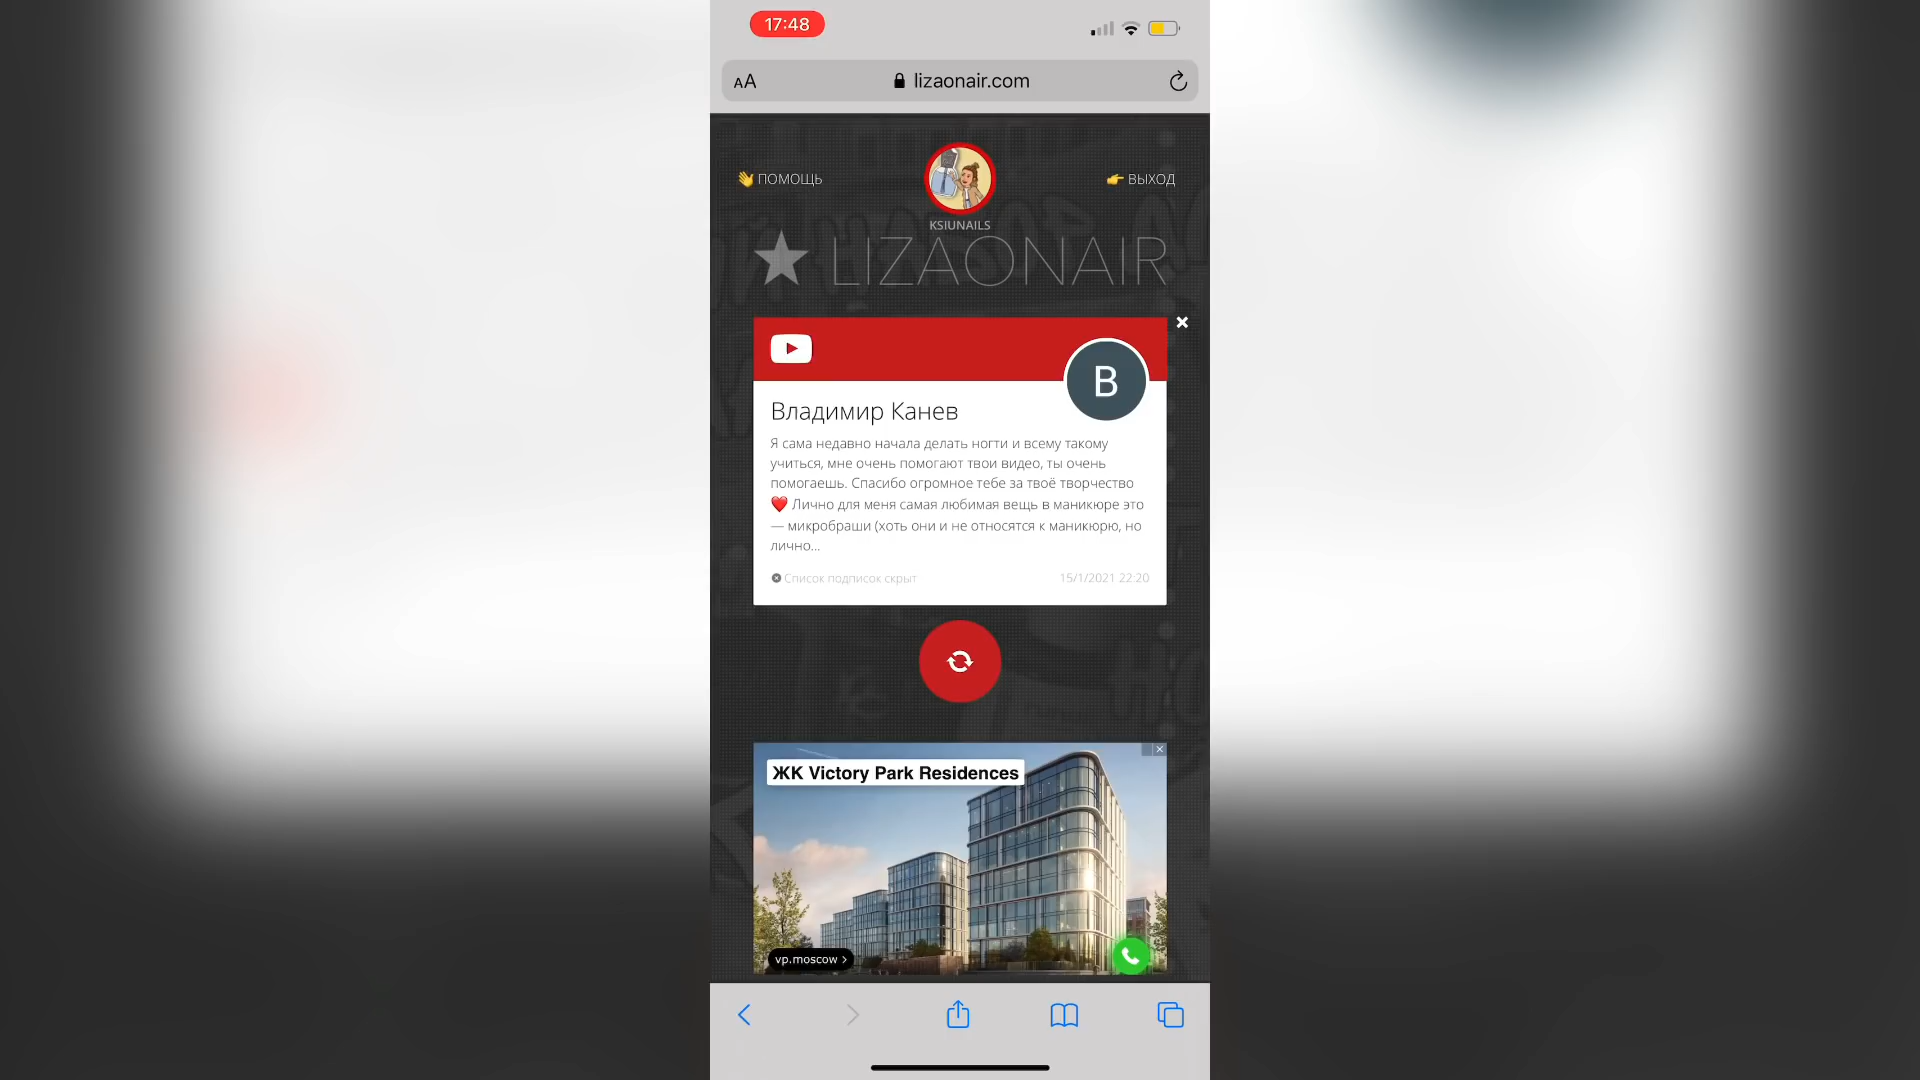 17:48
AA
lizaonair.com
👋 ПОМОЩЬ
👉 ВЫХОД
KSIUNAILS
★ LIZAONAIR
B
Владимир Канев
Я сама недавно начала делать ногти и всему такому
учиться, мне очень помогают твои видео, ты очень
помогаешь. Спасибо огромное тебе за твоё творчество
❤️ Лично для меня самая любимая вещь в маникюре это
— микробраши (хоть они и не относятся к маникюрю, но
лично...
Список подписок скрыт
15/1/2021 22:20
ЖК Victory Park Residences
vp.moscow >